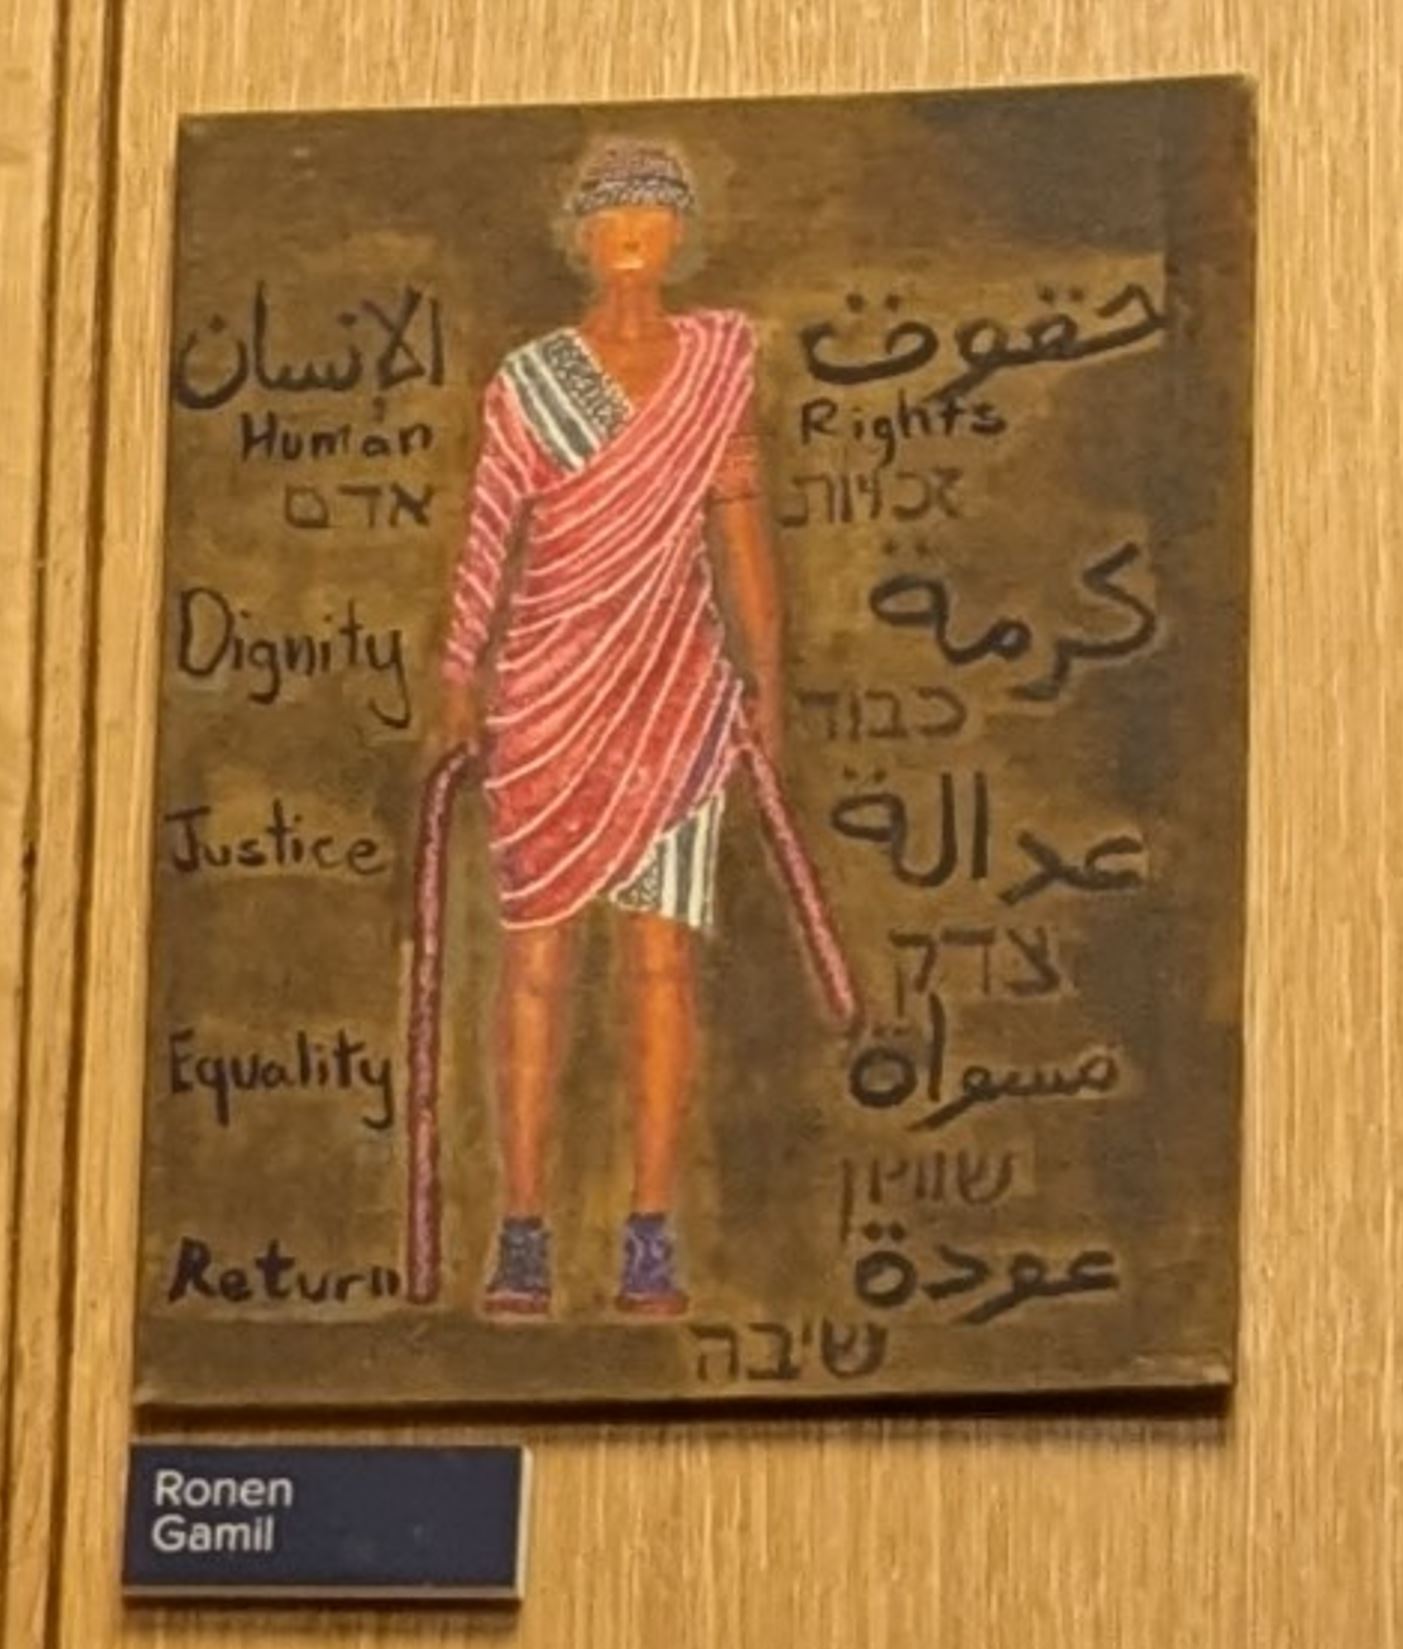 حقوق الإنسان
Human Rights
זכויות אדם
Dignity
كرمة
כבוד
Justice
عدالة
צדק
Equality
مسواة
שוויון
Return
عودة
שיבה
Ronen
Gamil